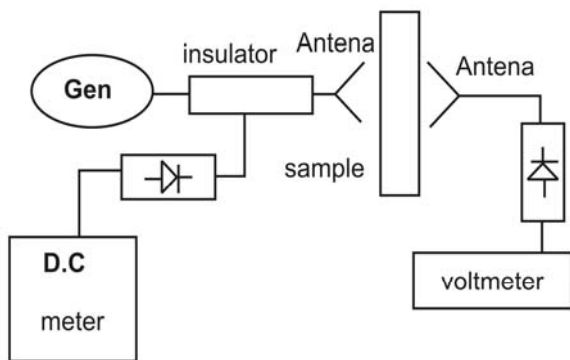 Antena
insulator
Antena
Gen
sample
D.C
meter
voltmeter